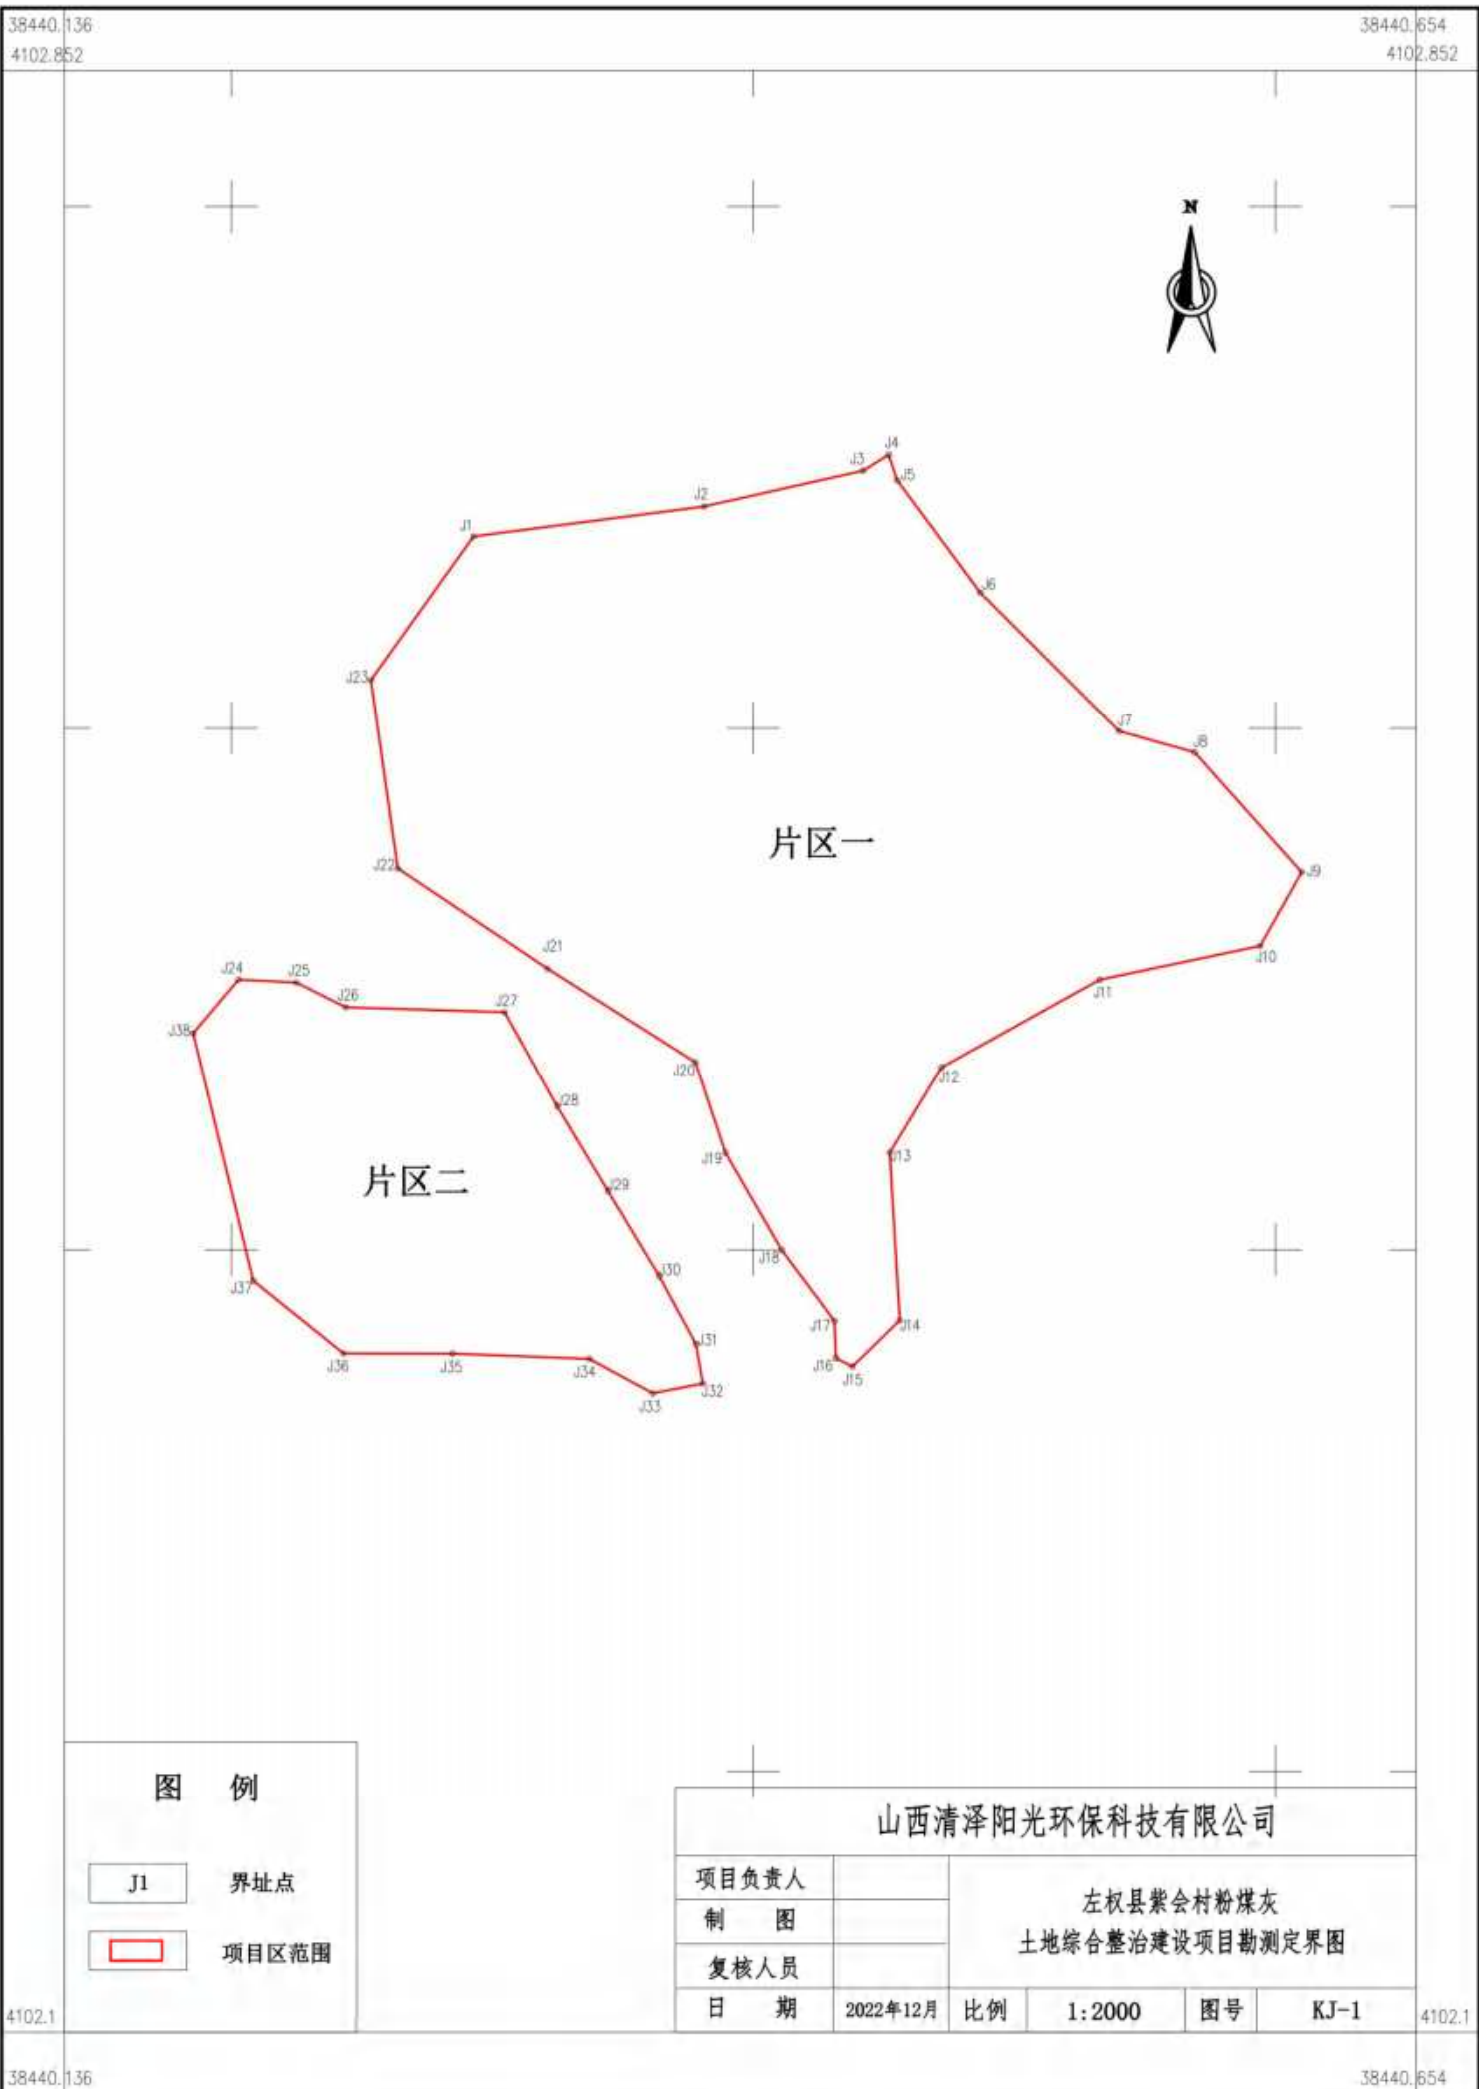 38440.136
38440.654
4102.852
4102.852
N
J4
J3
J5
J2
J1
J6
J23
J7
J8
片区一
J22
J9
J21
J10
J24
J25
J11
J26
J27
J38
J20
J12
J28
J19
J13
片区二
J29
J18
J30
J37
J17
J14
J31
J16
J15
J36
J35
J34
J32
J33
图 例
J1 界址点
项目区范围
山西清泽阳光环保科技有限公司
项目负责人
制 图
复核人员
左权县紫会村粉煤灰
土地综合整治建设项目勘测定界图
日 期 2022年12月 比例 1:2000 图号 KJ-1
4102.1
4102.1
38440.136
38440.654